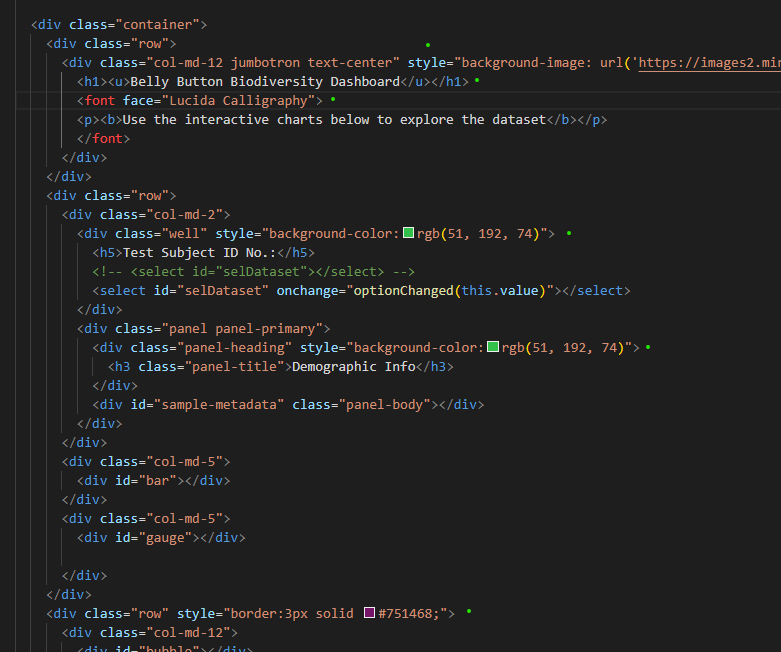 <div class="container">
<div class="row">
<div class="col-md-12 jumbotron text-center" style="background-image: url('https://images2.min
<h1><u>Belly Button Biodiversity Dashboard</u></h1>
<font face="Lucida Calligraphy">
<p><b>Use the interactive charts below to explore the dataset</b></p>
</font>
</div>
</div>
<div class="row">
<div class="col-md-2">
<div class="well" style="background-color:rgb(51, 192, 74)">
<h5>Test Subject ID No.:</h5>
<!-- <select id="selDataset"></select> -->
<select id="selDataset" onchange="optionChanged(this.value)"></select>
</div>
<div class="panel panel-primary">
<div class="panel-heading" style="background-color:rgb(51, 192, 74)">
<h3 class="panel-title">Demographic Info</h3>
</div>
<div id="sample-metadata" class="panel-body"></div>
</div>
</div>
<div class="col-md-5">
<div id="bar"></div>
</div>
<div class="col-md-5">
<div id="gauge"></div>
</div>
</div>
<div class="row" style="border:3px solid #751468;">
<div class="col-md-12">
<div id="bubble"></div>